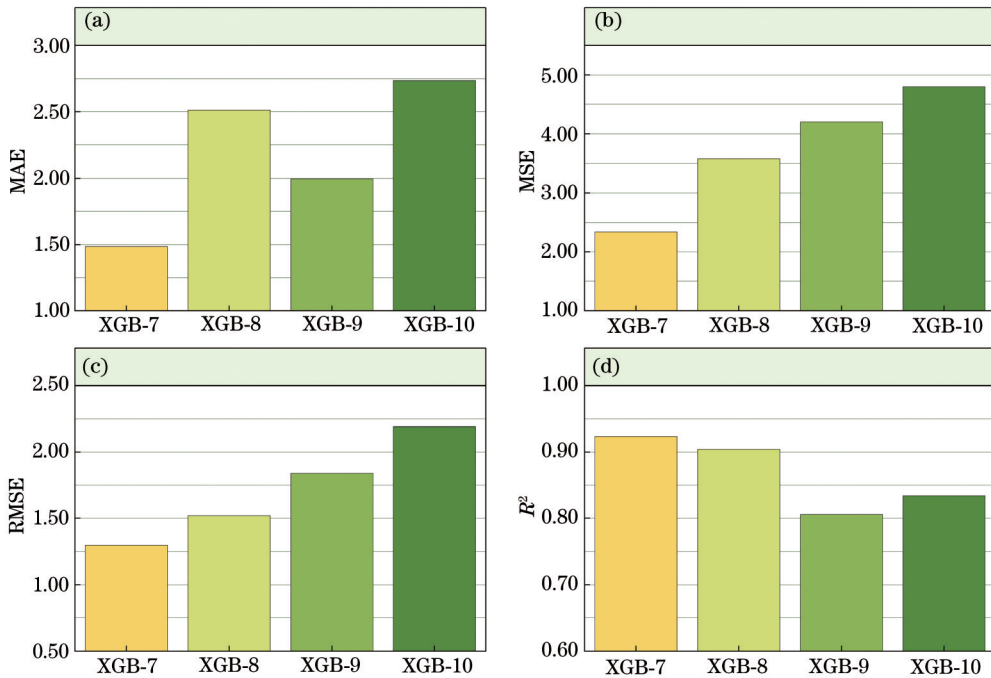 (a)
3.00
2.50
2.00
1.50
1.00
MAE
XGB-7 XGB-8 XGB-9 XGB-10
(b)
5.00
4.00
3.00
2.00
1.00
MSE
XGB-7 XGB-8 XGB-9 XGB-10
(c)
2.50
2.00
1.50
1.00
0.50
RMSE
XGB-7 XGB-8 XGB-9 XGB-10
(d)
1.00
0.90
0.80
0.70
0.60
R²
XGB-7 XGB-8 XGB-9 XGB-10